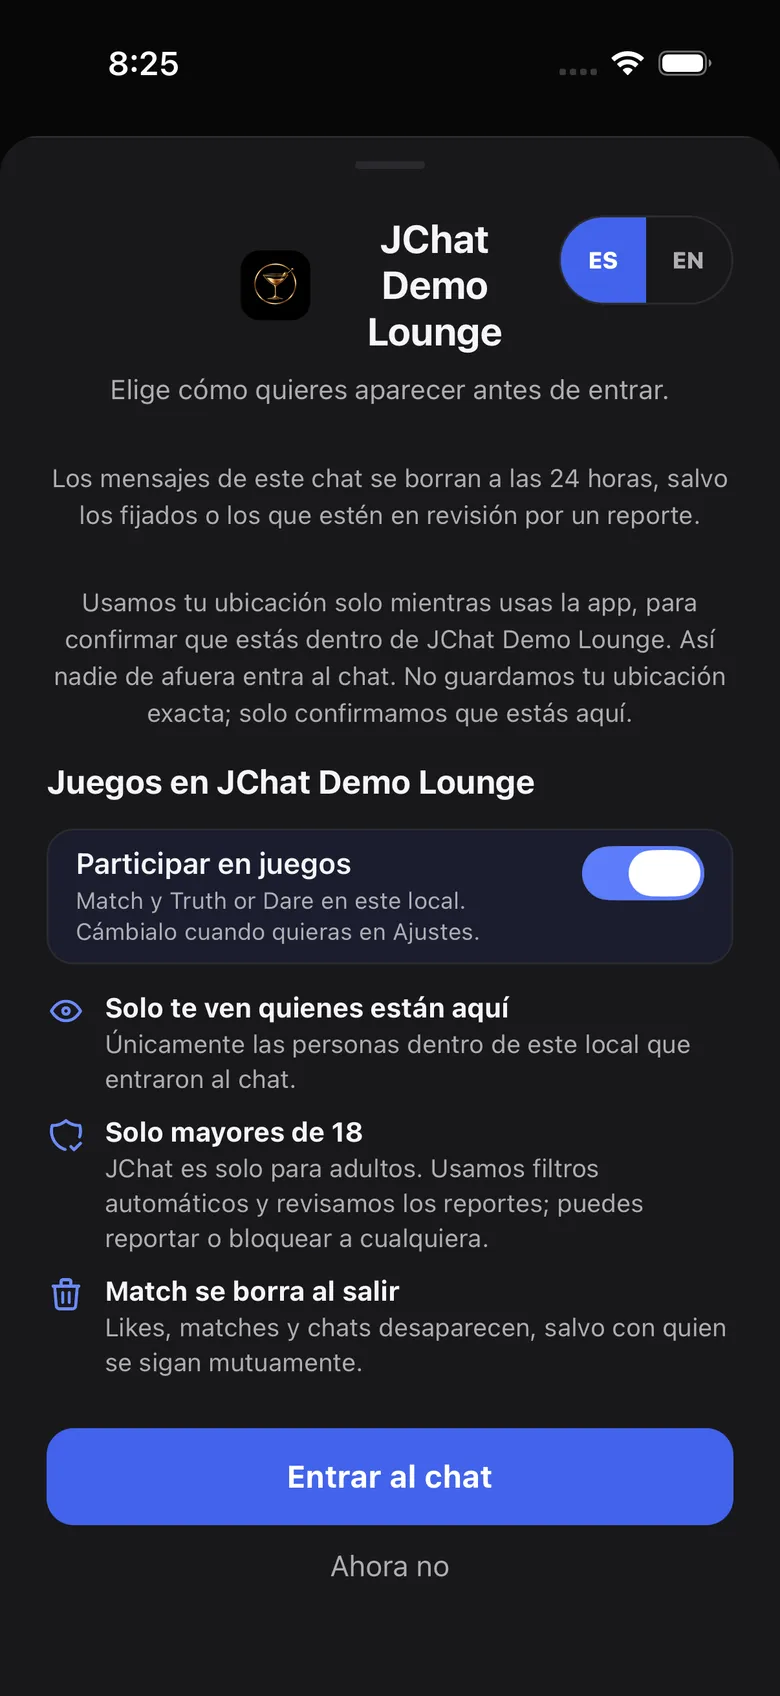 8:25
JChat
Demo
Lounge
ES
EN
Elige cómo quieres aparecer antes de entrar.
Los mensajes de este chat se borran a las 24 horas, salvo
los fijados o los que estén en revisión por un reporte.
Usamos tu ubicación solo mientras usas la app, para
confirmar que estás dentro de JChat Demo Lounge. Así
nadie de afuera entra al chat. No guardamos tu ubicación
exacta; solo confirmamos que estás aquí.
Juegos en JChat Demo Lounge
Participar en juegos
Match y Truth or Dare en este local.
Cámbialo cuando quieras en Ajustes.
Solo te ven quienes están aquí
Únicamente las personas dentro de este local que
entraron al chat.
Solo mayores de 18
JChat es solo para adultos. Usamos filtros
automáticos y revisamos los reportes; puedes
reportar o bloquear a cualquiera.
Match se borra al salir
Likes, matches y chats desaparecen, salvo con quien
se sigan mutuamente.
Entrar al chat
Ahora no